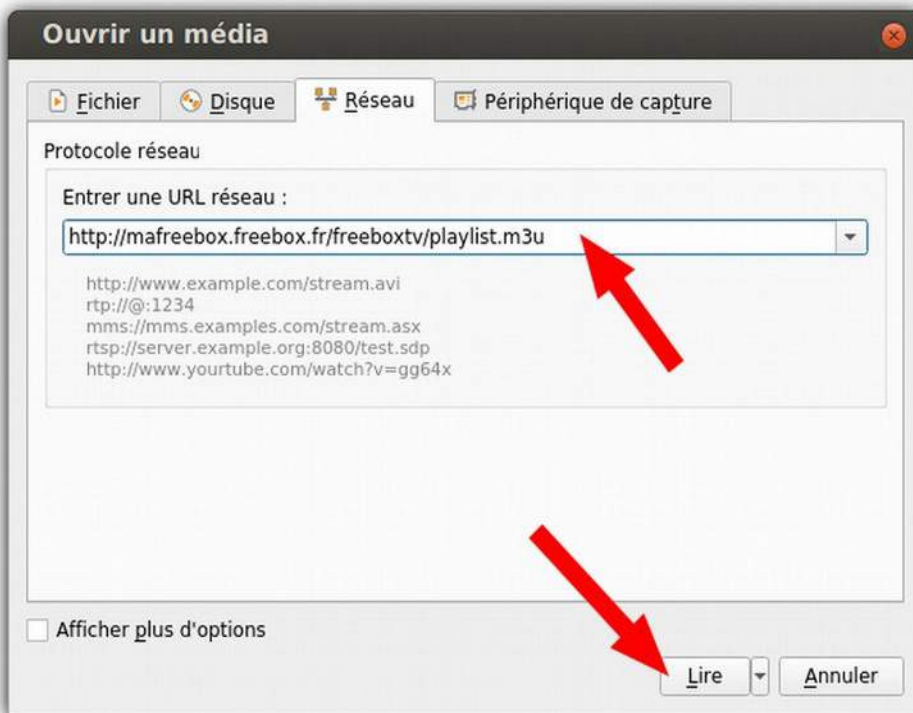 Ouvrir un média
Fichier Disque Réseau Périphérique de capture
Protocole réseau
Entrer une URL réseau :
http://mafreebox.freebox.fr/freeboxtv/playlist.m3u
http://www.example.com/stream.avi
rtp://@:1234
mms://mms.examples.com/stream.asx
rtsp://server.example.org:8080/test.sdp
http://www.yourtube.com/watch?v=gg64x
Afficher plus d'options
Lire Annuler